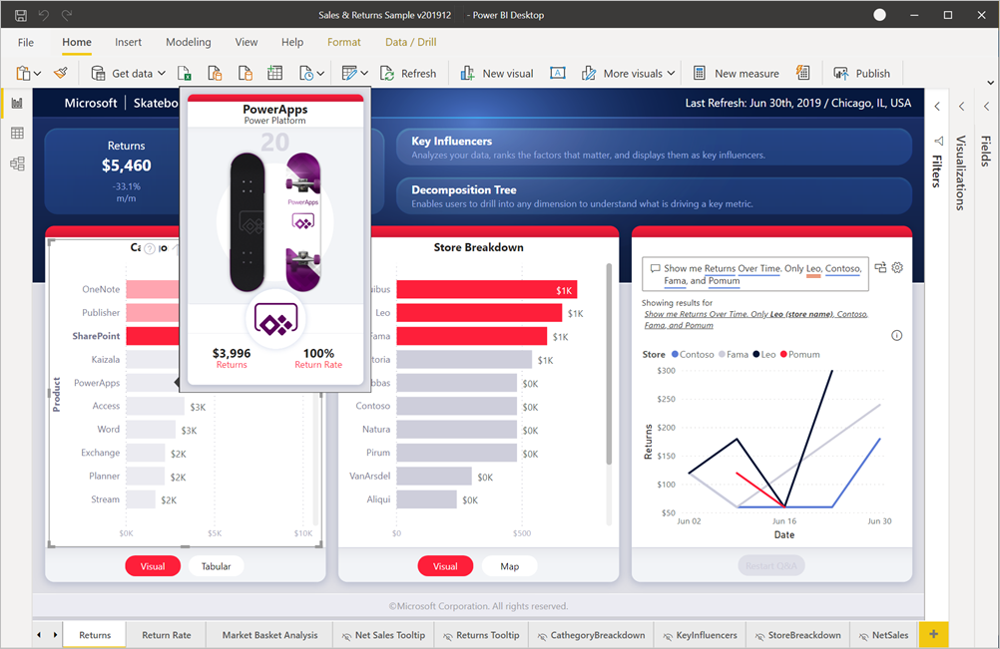 Sales & Returns Sample v201912 - Power BI Desktop
File Home Insert Modeling View Help Format Data / Drill
Get data Refresh New visual A More visuals New measure Publish
Microsoft Skatebo
Last Refresh: Jun 30th, 2019 / Chicago, IL, USA
PowerApps
Power Platform
20
PowerApps
$3,996 100%
Returns Return Rate
Returns
$5,460
-33.1%
m/m
Key Influencers
Analyzes your data, ranks the factors that matter, and displays them as key influencers.
Decomposition Tree
Enables users to drill into any dimension to understand what is driving a key metric.
Filters
Visualizations
Fields
Product
OneNote
Publisher
SharePoint
Kaizala
PowerApps
Access $3K
Word $3K
Exchange $2K
Planner $2K
Stream $2K
$0K $5K $10K
Visual Tabular
Store Breakdown
$1K
Leo $1K
$1K
$1K
$0K
Contoso $0K
Natura $0K
Pirum $0K
VanArsdel $0K
Aliqui $0K
$0 $500
Visual Map
Show me Returns Over Time. Only Leo, Contoso,
Fama, and Pomum
Showing results for
Show me Returns Over Time. Only Leo (store name), Contoso,
Fama, and Pomum
Store Contoso Fama Leo Pomum
Returns
$300
$250
$200
$150
$100
$50
Jun 02 Jun 16 Jun 30
Date
Restart Q&A
©Microsoft Corporation. All rights reserved.
Returns Return Rate Market Basket Analysis Net Sales Tooltip Returns Tooltip CathegoryBreakdown KeyInfluencers StoreBreakdown NetSales +